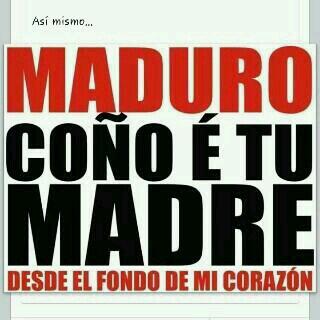 Así mismo...
MADURO
COÑO É TU
MADRE
DESDE EL FONDO DE MI CORAZÓN